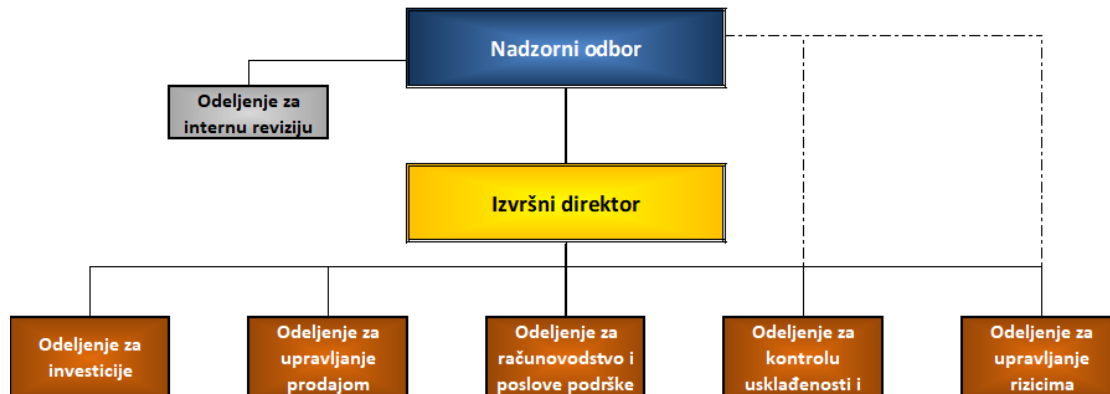 Nadzorni odbor
Odeljenje za
internu reviziju
Izvršni direktor
Odeljenje za
investicije
Odeljenje za
upravljanje
prodajom
Odeljenje za
računovodstvo i
poslove podrške
Odeljenje za
kontrolu
usklađenosti i
Odeljenje za
upravljanje
rizicima